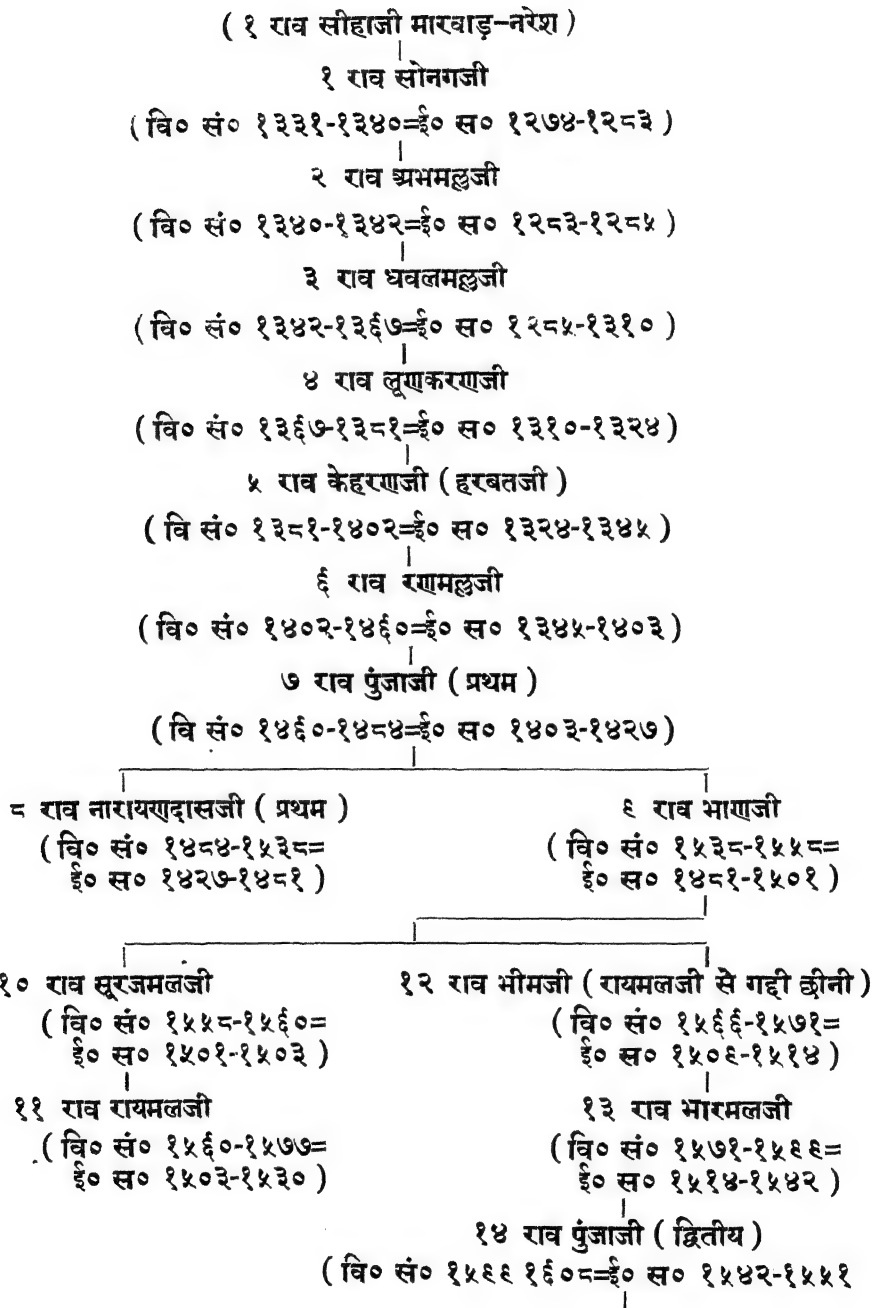 ( १ राव सीहाजी मारवाड़-नरेश )
१ राव सोनगजी
( वि० सं० १३३१-१३४०=ई० स० १२७४-१२८३ )
२ राव अभमल्लजी
( वि० सं० १३४०-१३४२=ई० स० १२८३-१२८५ )
३ राव धवलमल्लजी
( वि० सं० १३४२-१३६७=ई० स० १२८५-१३१० )
४ राव लूणकरणजी
( वि० सं० १३६७-१३८१=ई० स० १३१०-१३२४ )
५ राव केहरणजी ( हरबतजी )
( वि सं० १३८१-१४०२=ई० स० १३२४-१३४५ )
६ राव रणमल्लजी
( वि० सं० १४०२-१४६०=ई० स० १३४५-१४०३ )
७ राव पुंजाजी ( प्रथम )
( वि सं० १४६०-१४८४=ई० स० १४०३-१४२७ )
८ राव नारायणदासजी ( प्रथम ) ९ राव भाणजी
( वि० सं० १४८४-१५३८= ( वि० सं० १५३८-१५५८=
ई० स० १४२७-१४८१ ) ई० स० १४८१-१५०१ )
१० राव सूरजमलजी १२ राव भीमजी ( रायमलजी से गद्दी छीनी )
( वि० सं० १५५८-१५६०= ( वि० सं० १५६६-१५७१=
ई० स० १५०१-१५०३ ) ई० स० १५०९-१५१४ )
११ राव रायमलजी १३ राव भारमलजी
( वि० सं० १५६०-१५७७= ( वि० सं० १५७१-१५९९=
ई० स० १५०३-१५३० ) ई० स० १५१४-१५४२ )
१४ राव पुंजाजी ( द्वितीय )
( वि० सं० १५९९ १६०८=ई० स० १५४२-१५५१